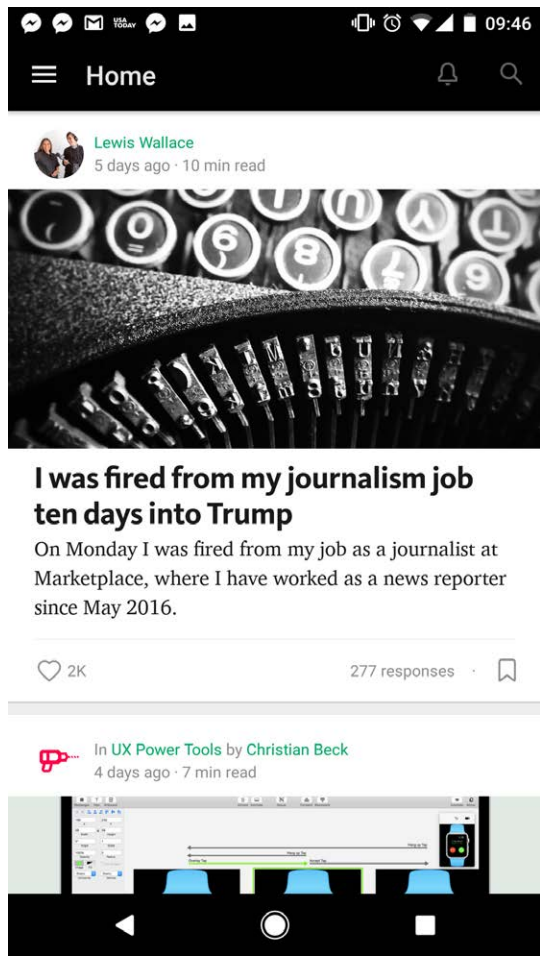 USA
TODAY
09:46
Home
Lewis Wallace
5 days ago · 10 min read
I was fired from my journalism job
ten days into Trump
On Monday I was fired from my job as a journalist at
Marketplace, where I have worked as a news reporter
since May 2016.
2K
277 responses ·
In UX Power Tools by Christian Beck
4 days ago · 7 min read